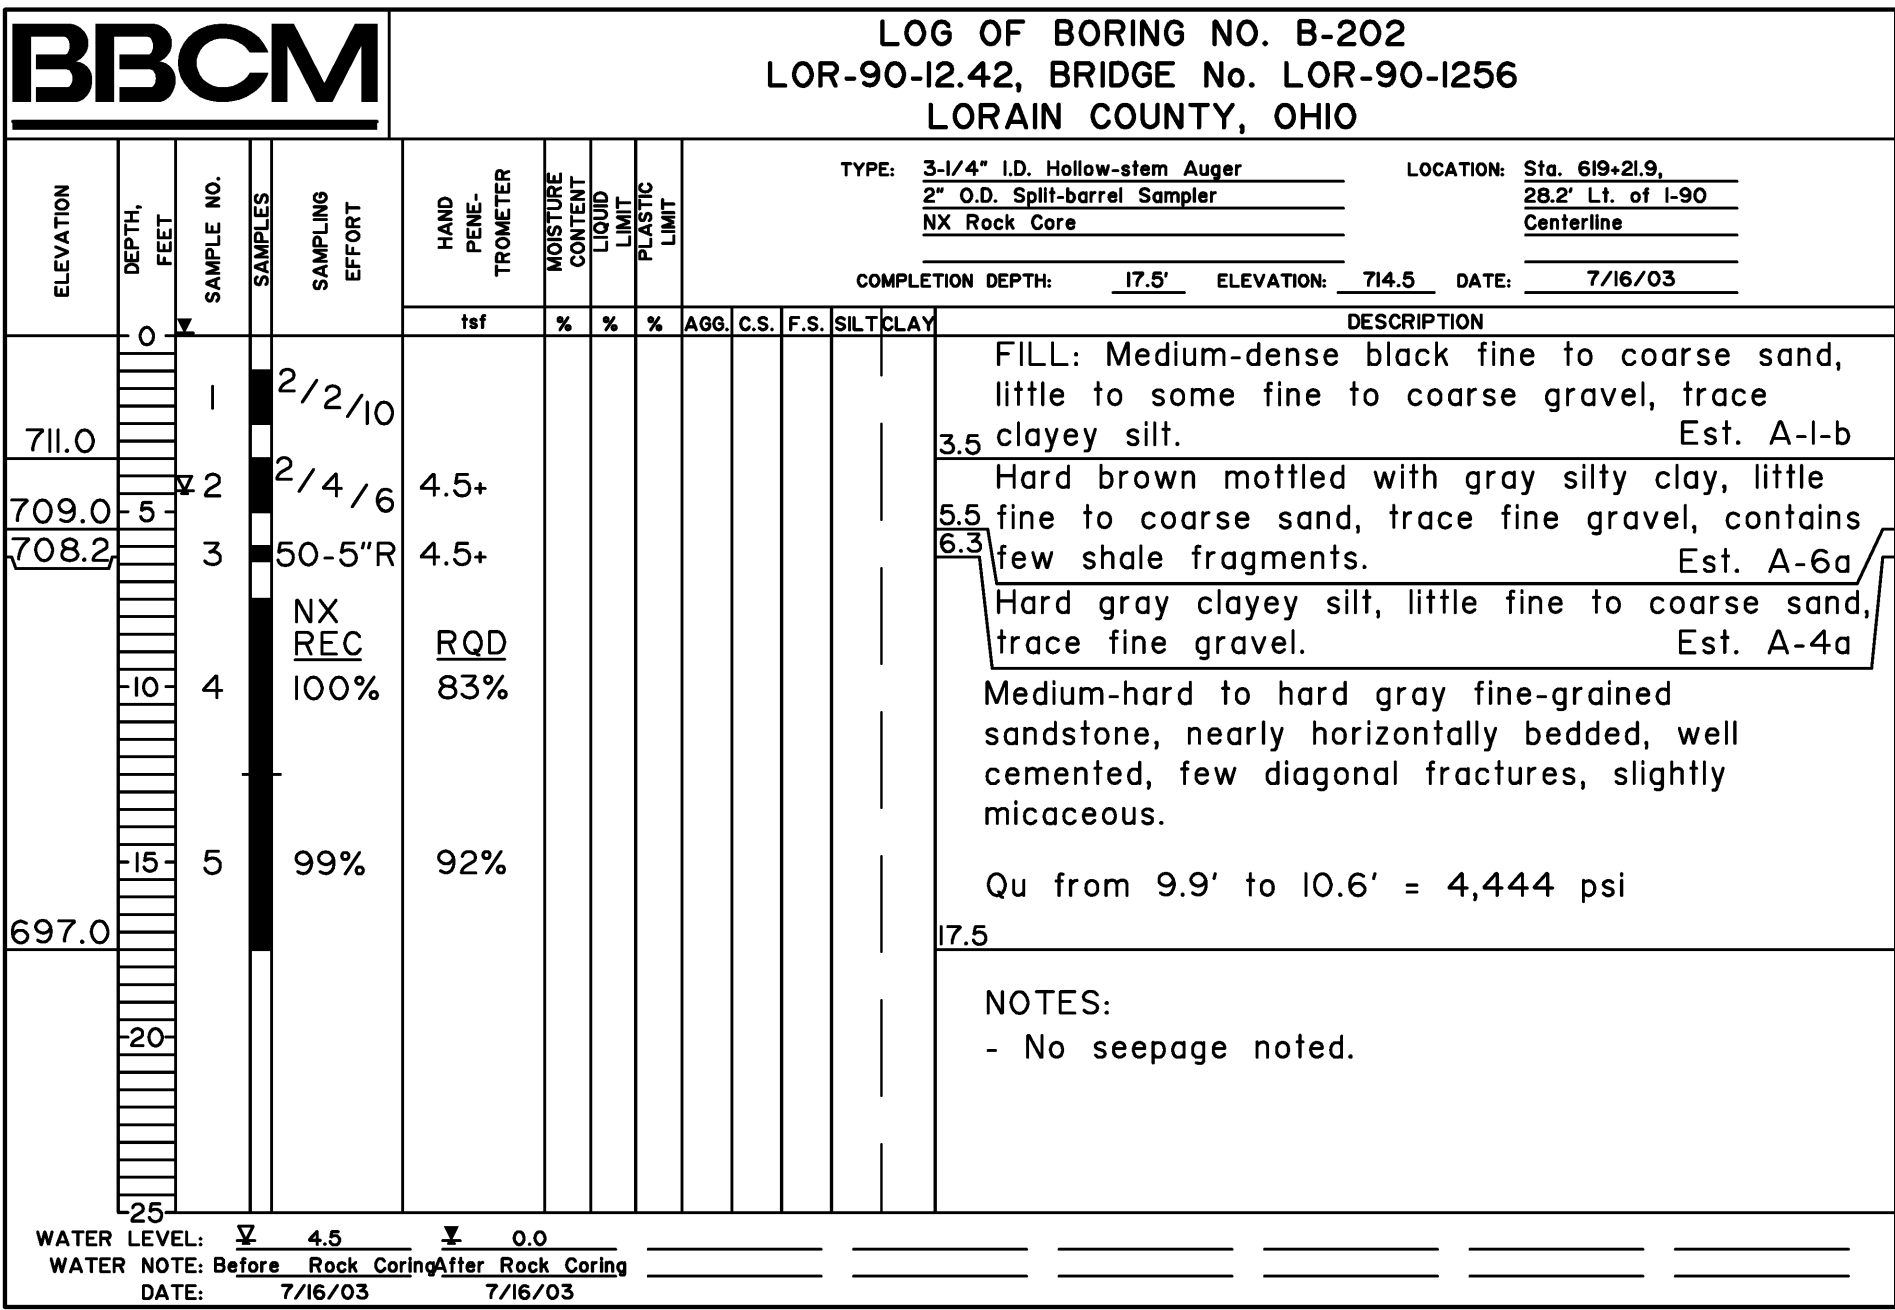 BBCM
LOG OF BORING NO. B-202
LOR-90-12.42, BRIDGE No. LOR-90-1256
LORAIN COUNTY, OHIO
ELEVATION
DEPTH,
FEET
SAMPLE NO.
SAMPLES
SAMPLING
EFFORT
HAND
PENE-
TROMETER
MOISTURE
CONTENT
LIQUID
LIMIT
PLASTIC
LIMIT
TYPE: 3-1/4" I.D. Hollow-stem Auger
2" O.D. Split-barrel Sampler
NX Rock Core
LOCATION: Sta. 619+21.9,
28.2' Lt. of I-90
Centerline
COMPLETION DEPTH: 17.5' ELEVATION: 714.5 DATE: 7/16/03
tsf % % % AGG. C.S. F.S. SILT CLAY DESCRIPTION
0
FILL: Medium-dense black fine to coarse sand,
little to some fine to coarse gravel, trace
clayey silt. Est. A-1-b
1 2/2/10
711.0 3.5
Hard brown mottled with gray silty clay, little
fine to coarse sand, trace fine gravel, contains
few shale fragments. Est. A-6a
2 2/4/6 4.5+
709.0 5 5.5
708.2 3 50-5"R 4.5+ 6.3
Hard gray clayey silt, little fine to coarse sand,
trace fine gravel. Est. A-4a
NX
REC RQD
10 4 100% 83%
Medium-hard to hard gray fine-grained
sandstone, nearly horizontally bedded, well
cemented, few diagonal fractures, slightly
micaceous.
15 5 99% 92%
Qu from 9.9' to 10.6' = 4,444 psi
697.0 17.5
NOTES:
- No seepage noted.
20
25
WATER LEVEL: 4.5 0.0
WATER NOTE: Before Rock Coring After Rock Coring
DATE: 7/16/03 7/16/03